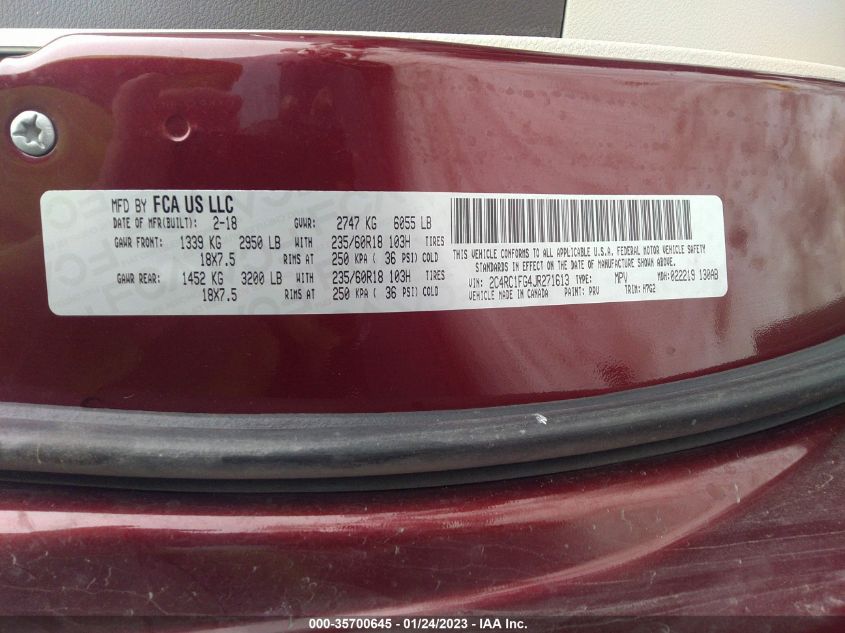 MFD BY FCA US LLC
DATE OF MFR(BUILT): 2-18 GVWR: 2747 KG 6055 LB
GAWR FRONT: 1339 KG 2950 LB WITH 235/60R18 103H TIRES
18X7.5 RIMS AT 250 KPA ( 36 PSI) COLD
GAWR REAR: 1452 KG 3200 LB WITH 235/60R18 103H TIRES
18X7.5 RIMS AT 250 KPA ( 36 PSI) COLD
THIS VEHICLE CONFORMS TO ALL APPLICABLE U.S.A. FEDERAL MOTOR VEHICLE SAFETY
STANDARDS IN EFFECT ON THE DATE OF MANUFACTURE SHOWN ABOVE.
VIN: 2C4RC1FG4JR271613 TYPE: MPV MDH:022219 130AB
VEHICLE MADE IN CANADA PAINT: PRV TRIM: H7G2
000-35700645 / 01/24/2023 - IAA Inc.